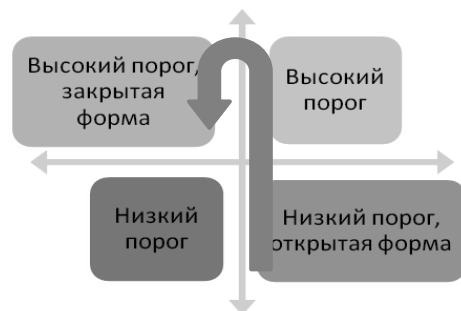 Высокий порог,
закрытая
форма
Высокий
порог
Низкий
порог
Низкий порог,
открытая форма